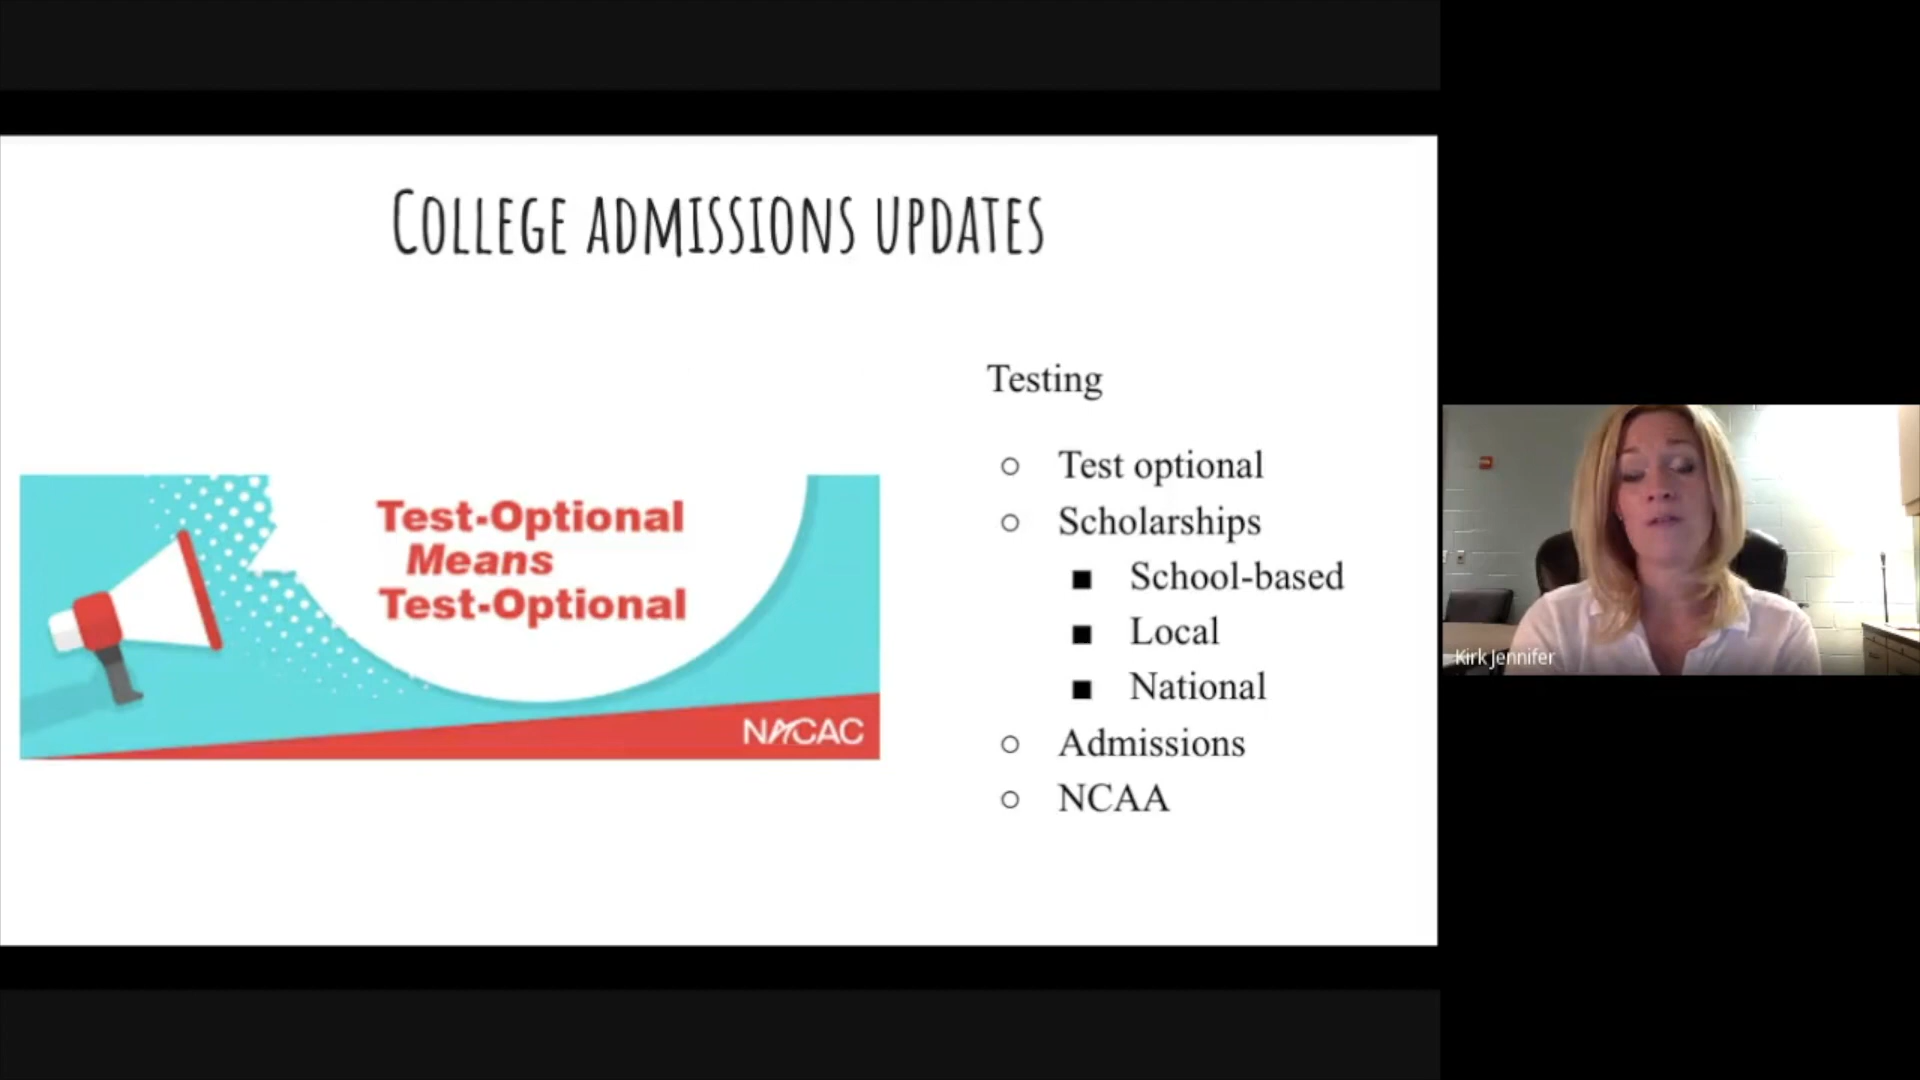 College admissions updates
Test-Optional
Means
Test-Optional
NACAC
Testing
○ Test optional
○ Scholarships
■ School-based
■ Local
■ National
○ Admissions
○ NCAA
Kirk Jennifer